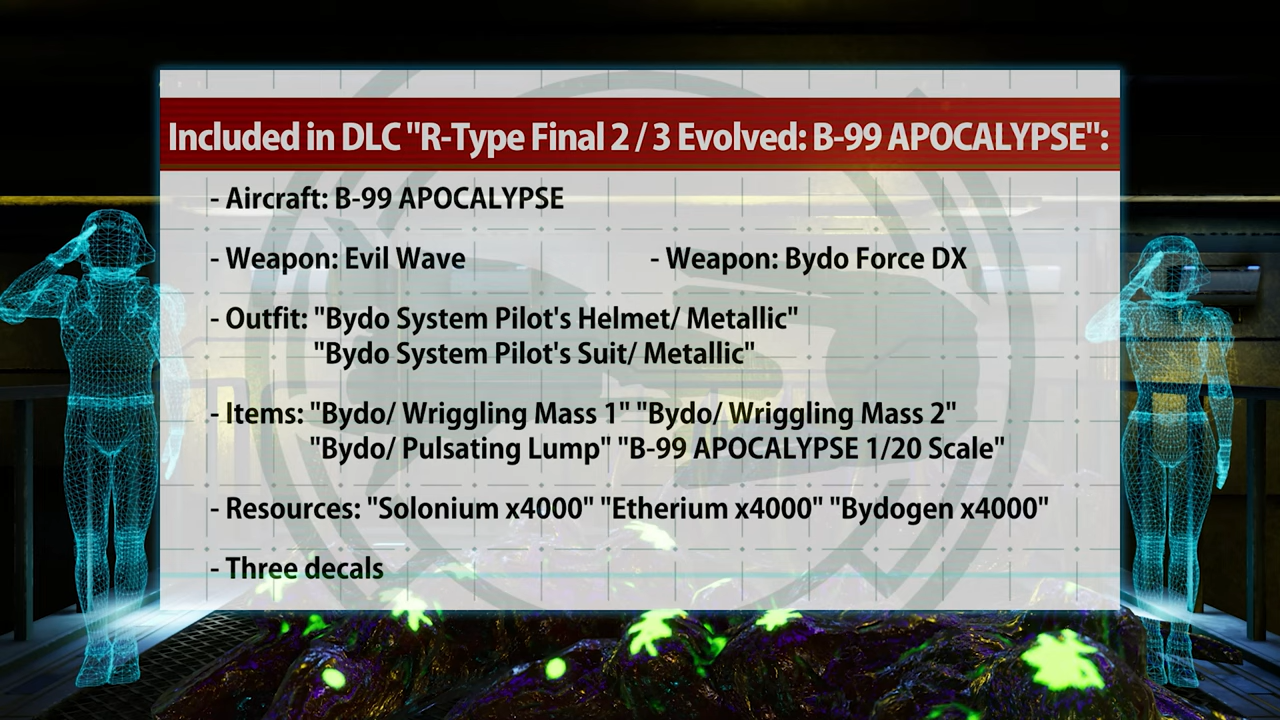 Included in DLC "R-Type Final 2 / 3 Evolved: B-99 APOCALYPSE":
- Aircraft: B-99 APOCALYPSE
- Weapon: Evil Wave - Weapon: Bydo Force DX
- Outfit: "Bydo System Pilot's Helmet/ Metallic"
"Bydo System Pilot's Suit/ Metallic"
- Items: "Bydo/ Wriggling Mass 1" "Bydo/ Wriggling Mass 2"
"Bydo/ Pulsating Lump" "B-99 APOCALYPSE 1/20 Scale"
- Resources: "Solonium x4000" "Etherium x4000" "Bydogen x4000"
- Three decals